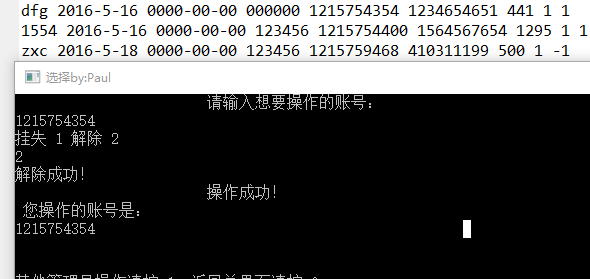 dfg 2016-5-16 0000-00-00 000000 1215754354 1234654651 441 1 1
1554 2016-5-16 0000-00-00 123456 1215754400 1564567654 1295 1 1
zxc 2016-5-18 0000-00-00 123456 1215759468 410311199 500 1 -1
选择by:Paul
请输入想要操作的账号:
1215754354
挂失 1 解除 2
2
解除成功!
操作成功!
您操作的账号是:
1215754354